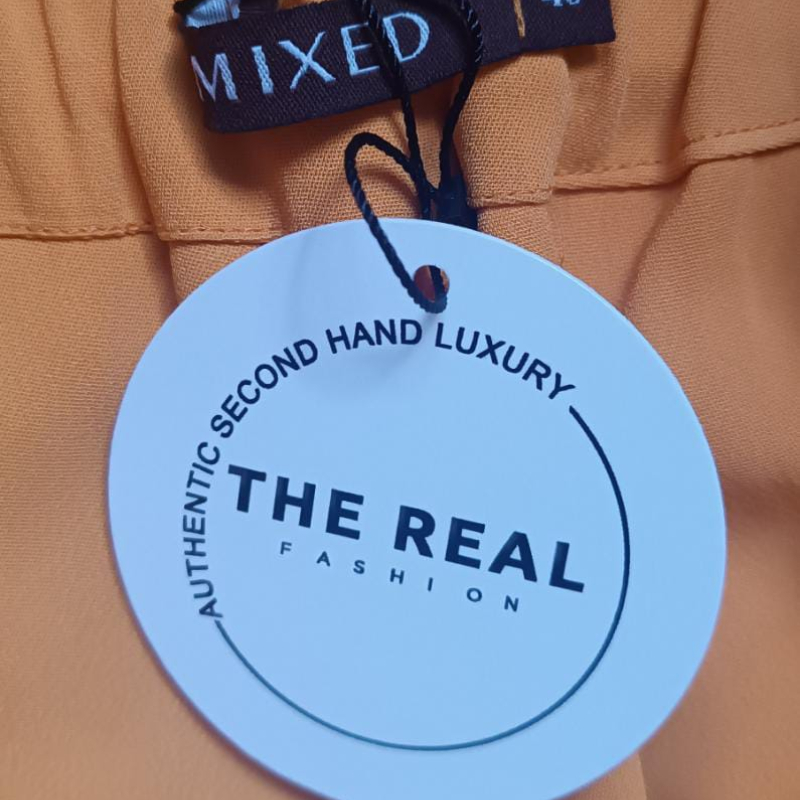 MIXED
AUTHENTIC SECOND HAND LUXURY
THE REAL
FASHION